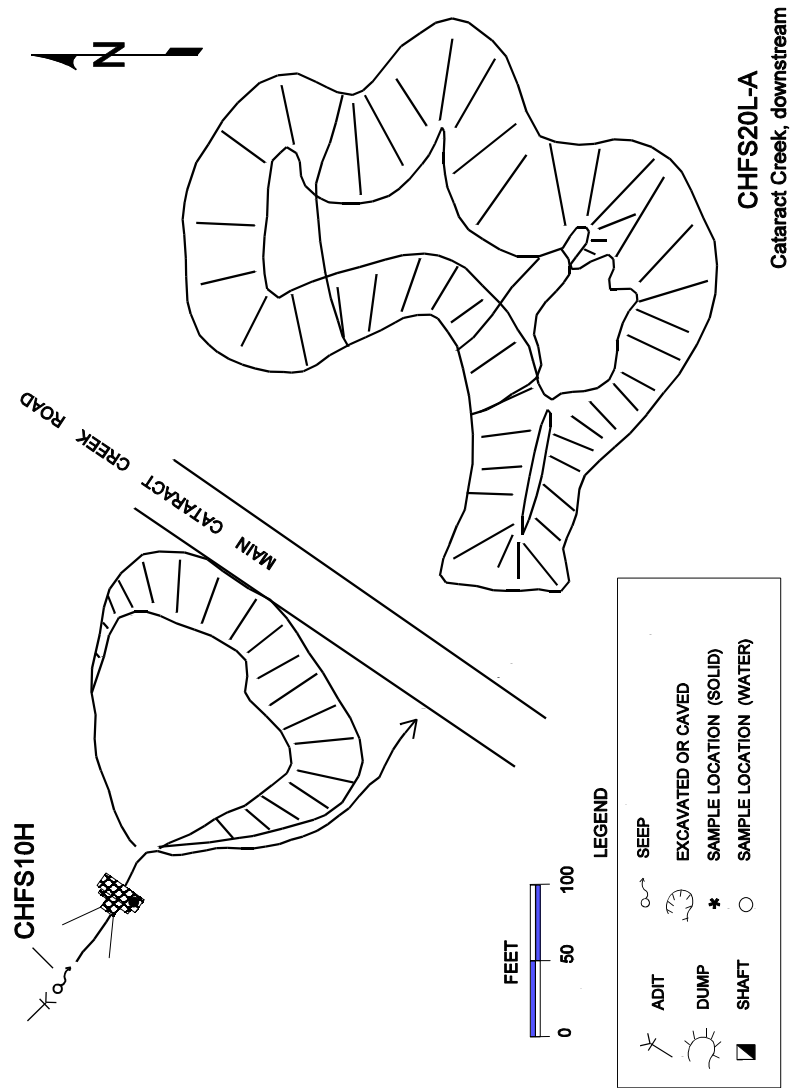 CHFS10H
MAIN CATARACT CREEK ROAD
N
CHFS20L-A
Cataract Creek, downstream
FEET
0 50 100
LEGEND
ADIT
SEEP
DUMP
EXCAVATED OR CAVED
SAMPLE LOCATION (SOLID)
SHAFT
SAMPLE LOCATION (WATER)